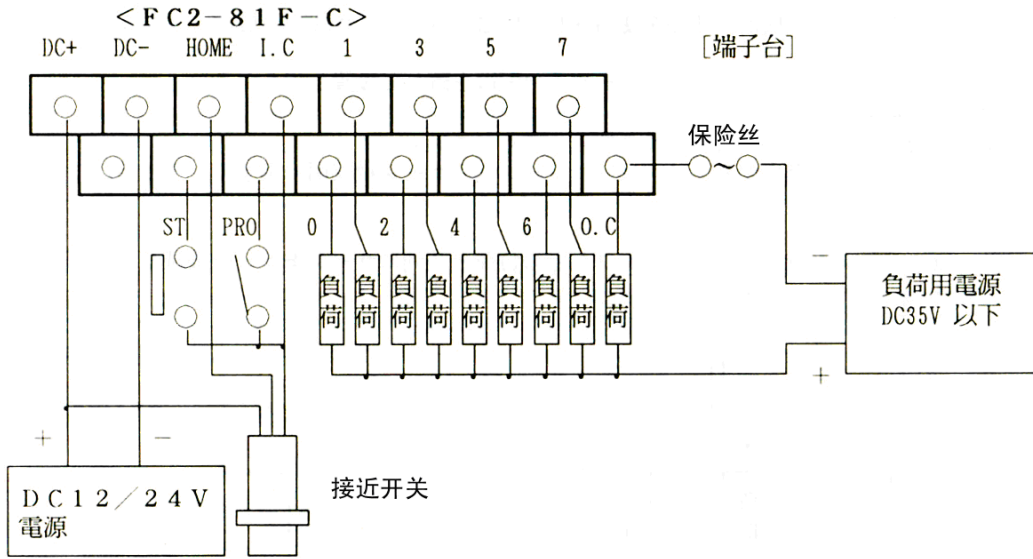 <FC2-81F-C>
DC+ DC- HOME I.C 1 3 5 7 [端子台]
保险丝
ST PRO 0 2 4 6 O.C
負荷 負荷 負荷 負荷 負荷 負荷 負荷 負荷 負荷
−
負荷用電源
DC35V 以下
+
+ −
DC12/24V
電源
接近开关